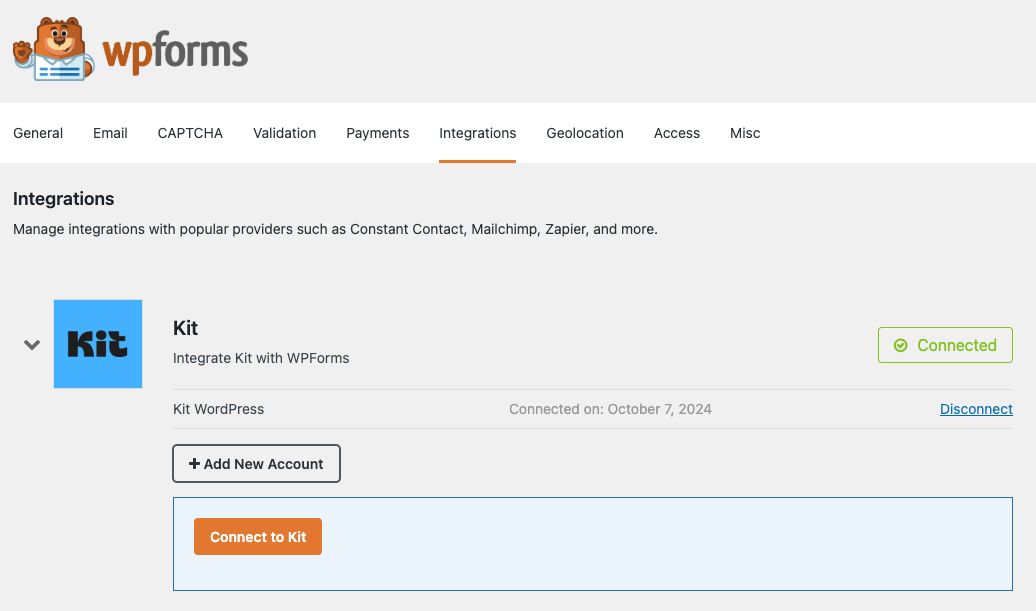 wpforms
General Email CAPTCHA Validation Payments Integrations Geolocation Access Misc
Integrations
Manage integrations with popular providers such as Constant Contact, Mailchimp, Zapier, and more.
Kit
Kit
Integrate Kit with WPForms
Connected
Kit WordPress Connected on: October 7, 2024 Disconnect
+ Add New Account
Connect to Kit